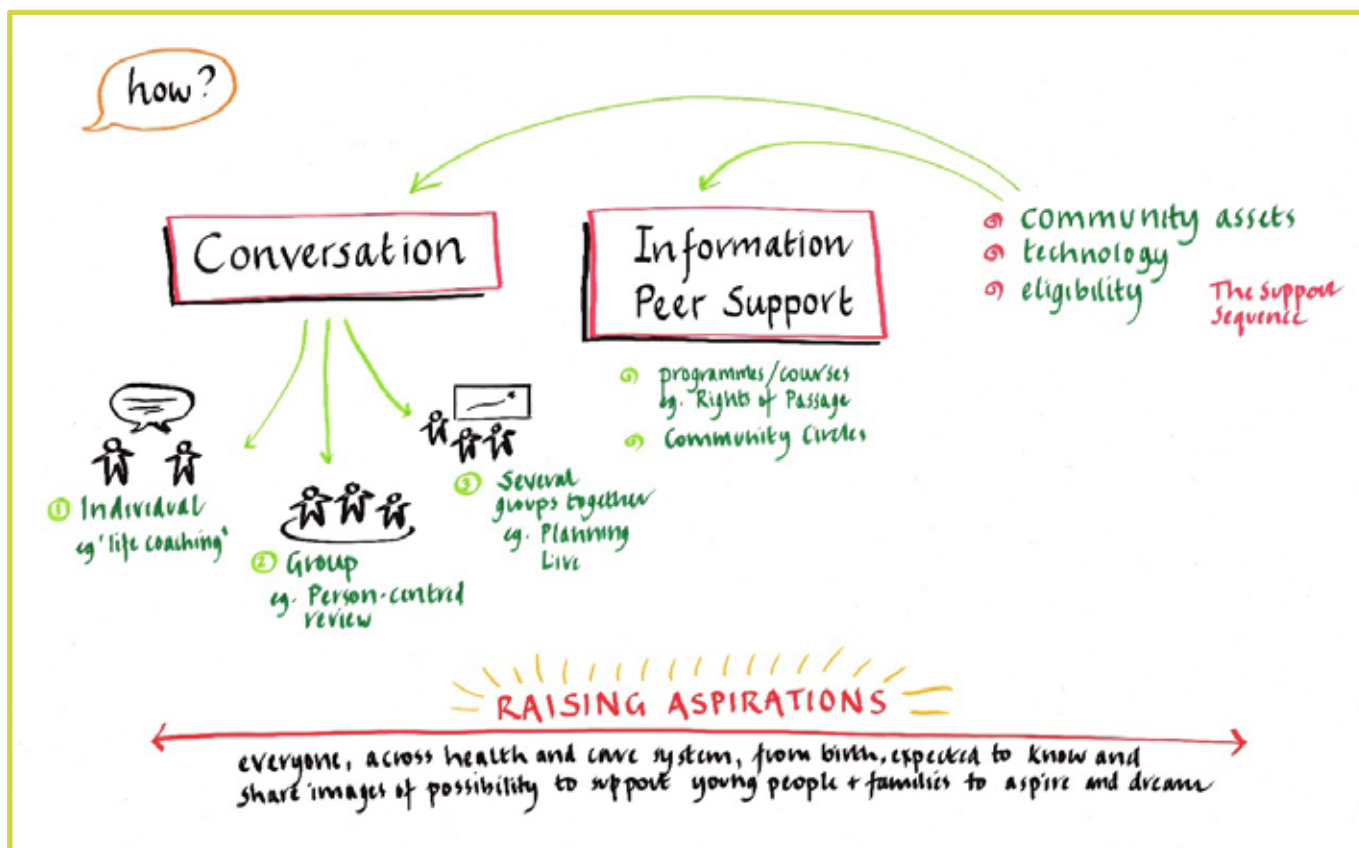 how?
Conversation
Information
Peer Support
community assets
technology
eligibility
The Support
Sequence
programmes/courses
eg. Rights of Passage
Community Circles
① Individual
eg 'life coaching'
② Group
eg. Person-centred
review
③ Several
groups together
eg. Planning
Live
RAISING ASPIRATIONS
everyone, across health and care system, from birth, expected to know and
share images of possibility to support young people + families to aspire and dream